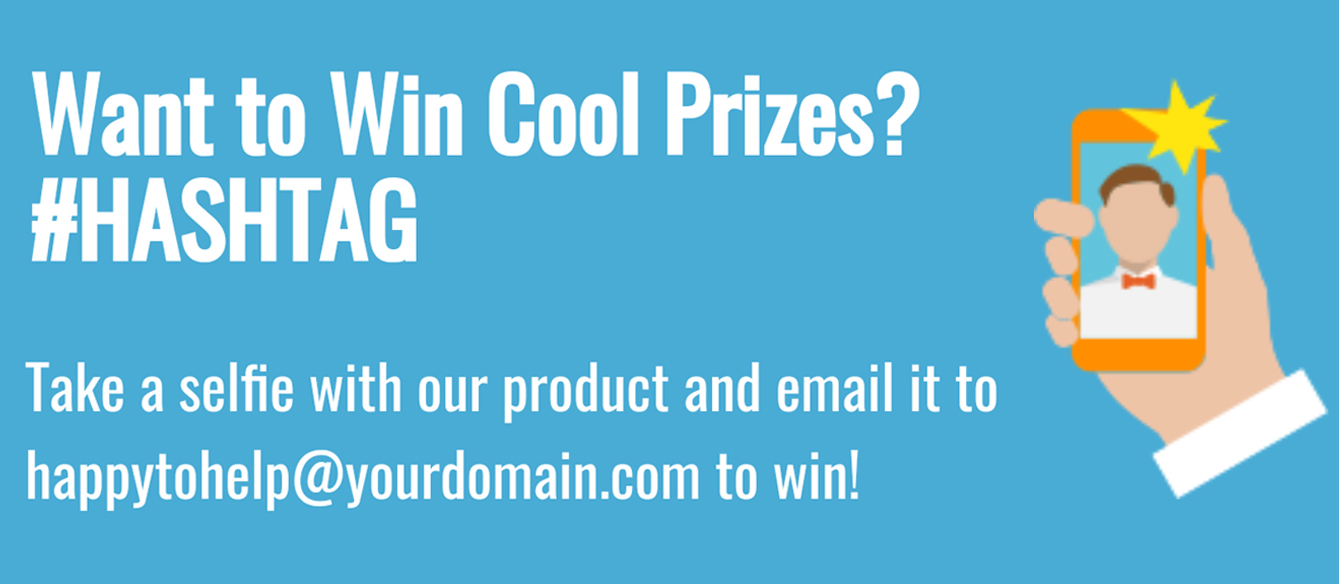 Want to Win Cool Prizes?
#HASHTAG
Take a selfie with our product and email it to
happytohelp@yourdomain.com to win!